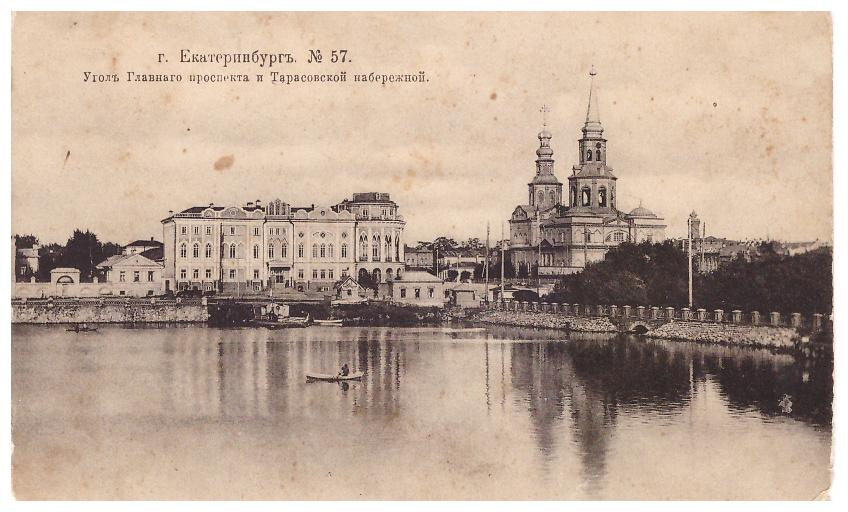 г. Екатеринбургъ. № 57.
Уголъ Главнаго проспекта и Тарасовской набережной.